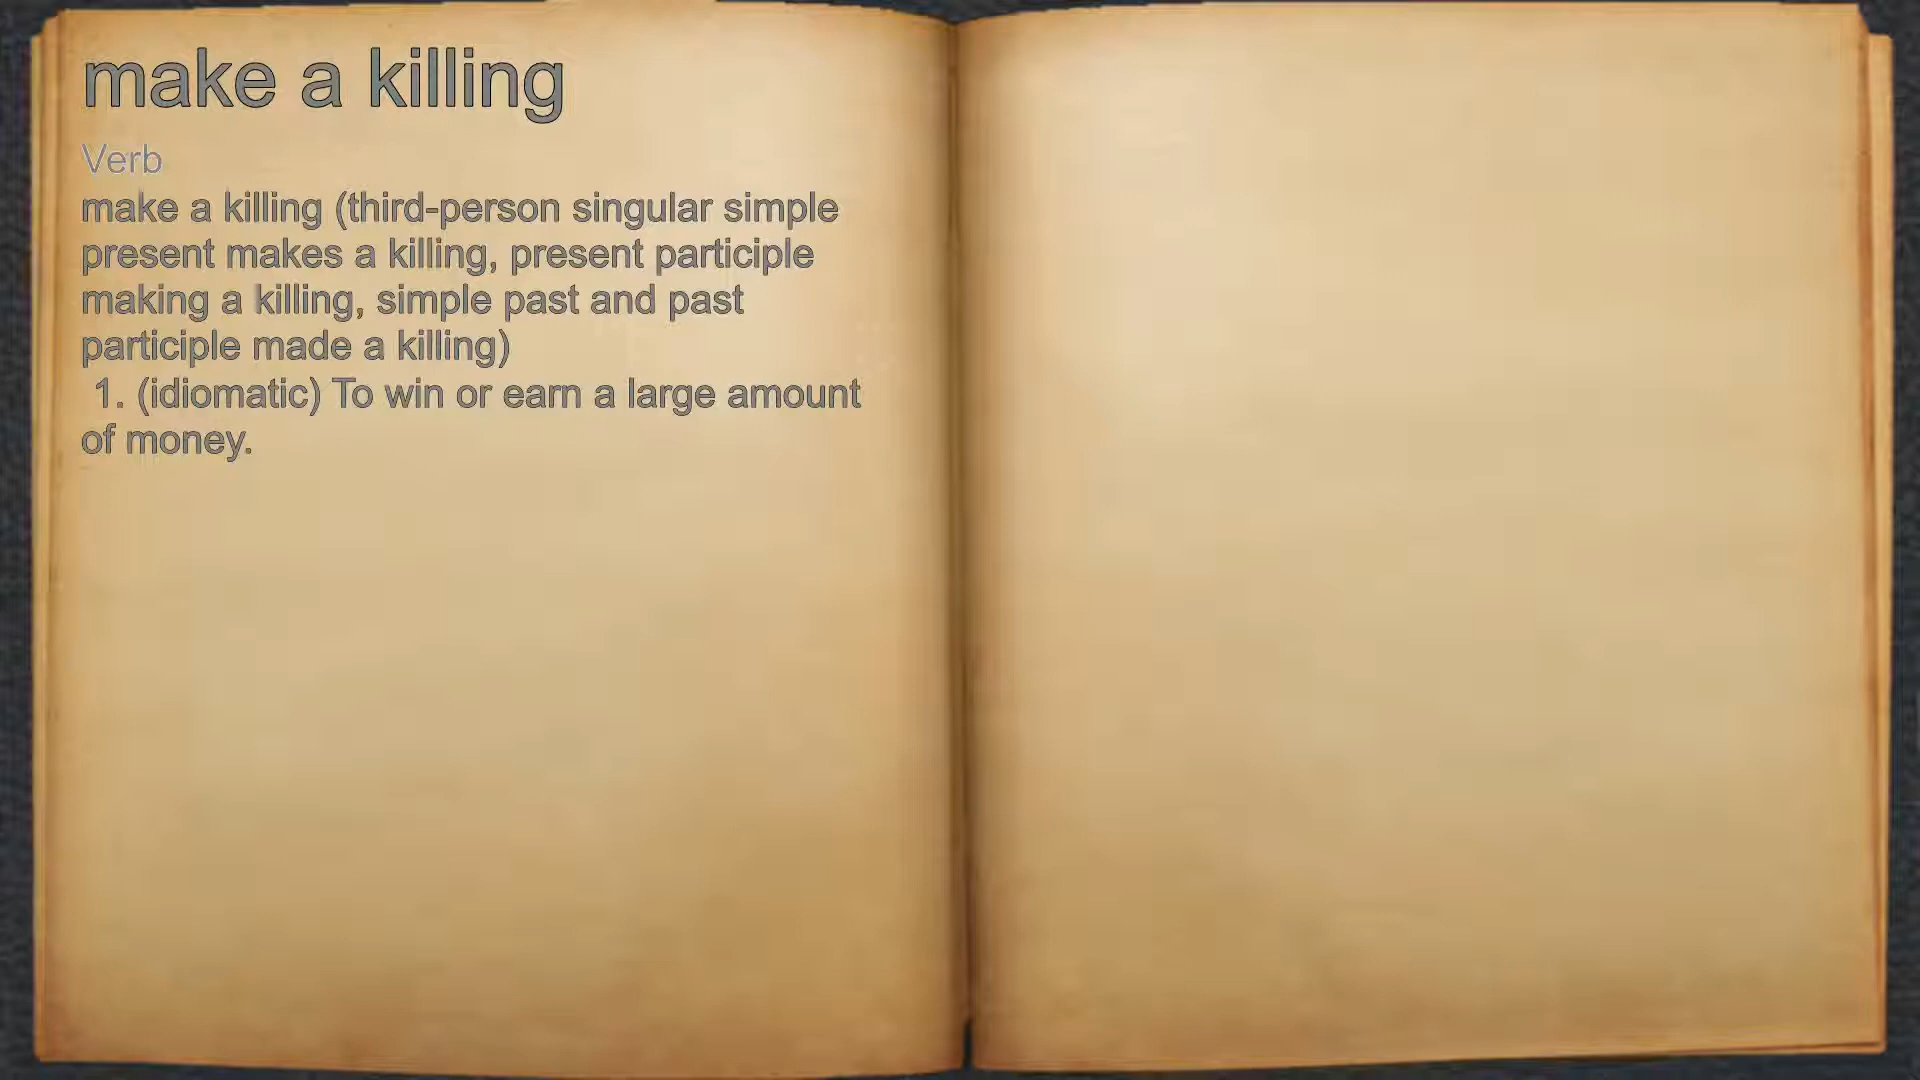 make a killing
Verb
make a killing (third-person singular simple
present makes a killing, present participle
making a killing, simple past and past
participle made a killing)
1. (idiomatic) To win or earn a large amount
of money.